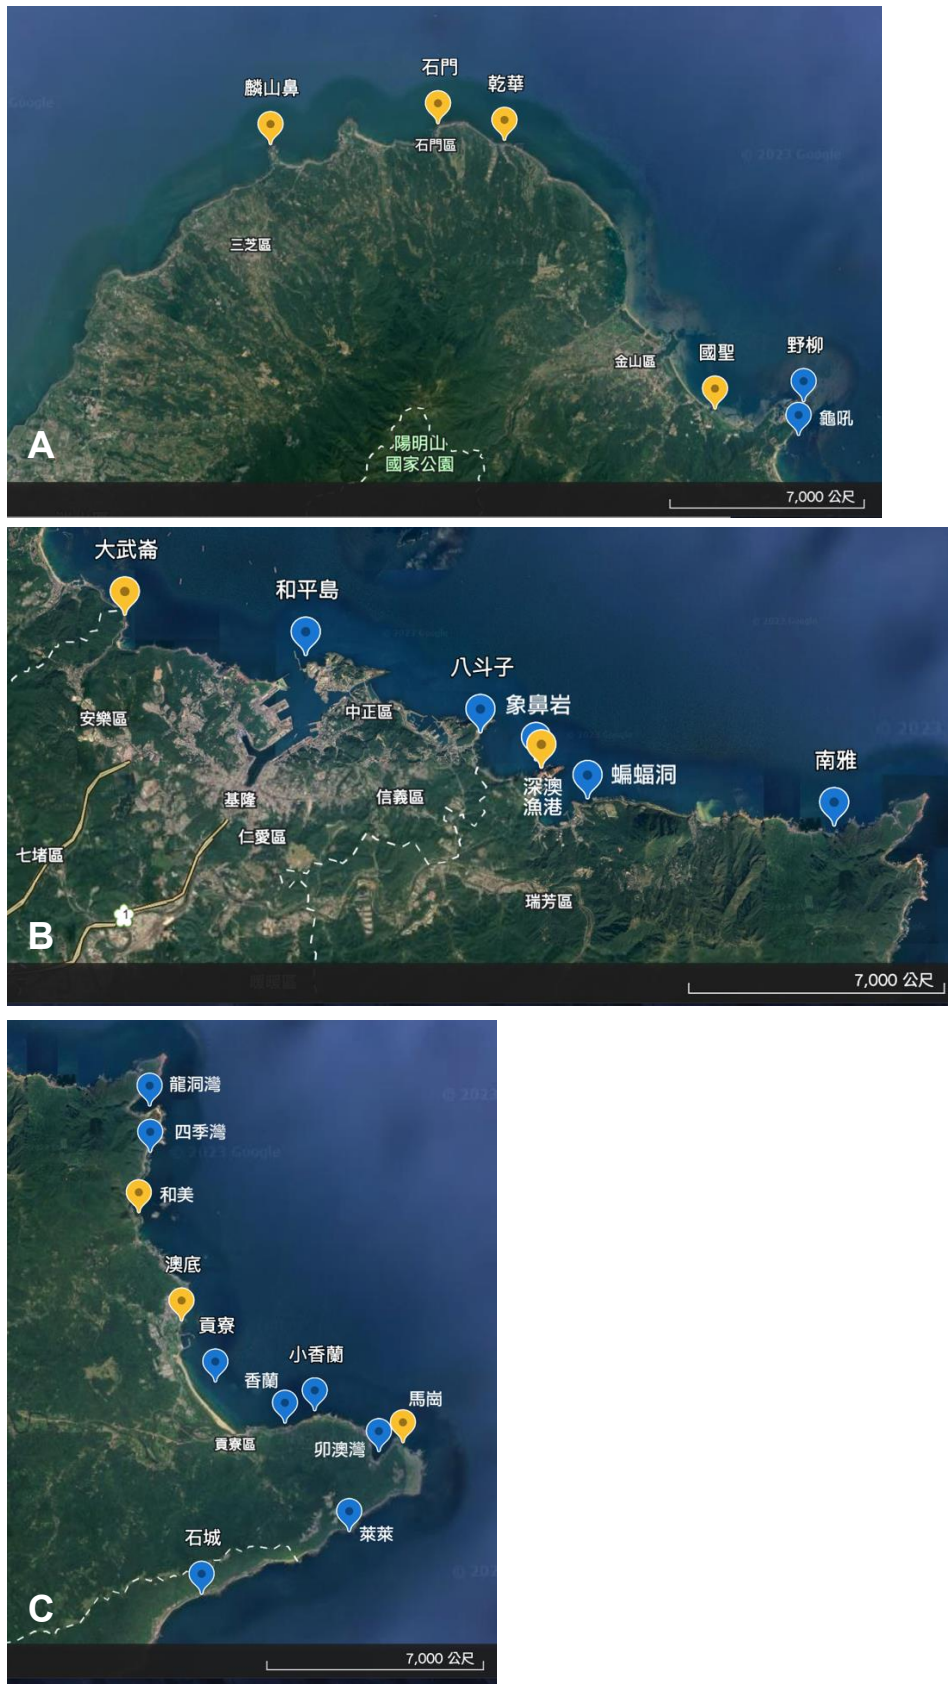 麟山鼻
石門
乾華
石門區
三芝區
國聖
野柳
金山區
龜吼
陽明山
國家公園
A
7,000 公尺
© 2023 Google
大武崙
和平島
八斗子
象鼻岩
中正區
安樂區
南雅
蝙蝠洞
深澳
漁港
基隆
信義區
仁愛區
七堵區
瑞芳區
1
B
7,000 公尺
龍洞灣
四季灣
© 2023 Google
和美
澳底
貢寮
小香蘭
香蘭
馬崗
貢寮區
卯澳灣
萊萊
石城
C
7,000 公尺